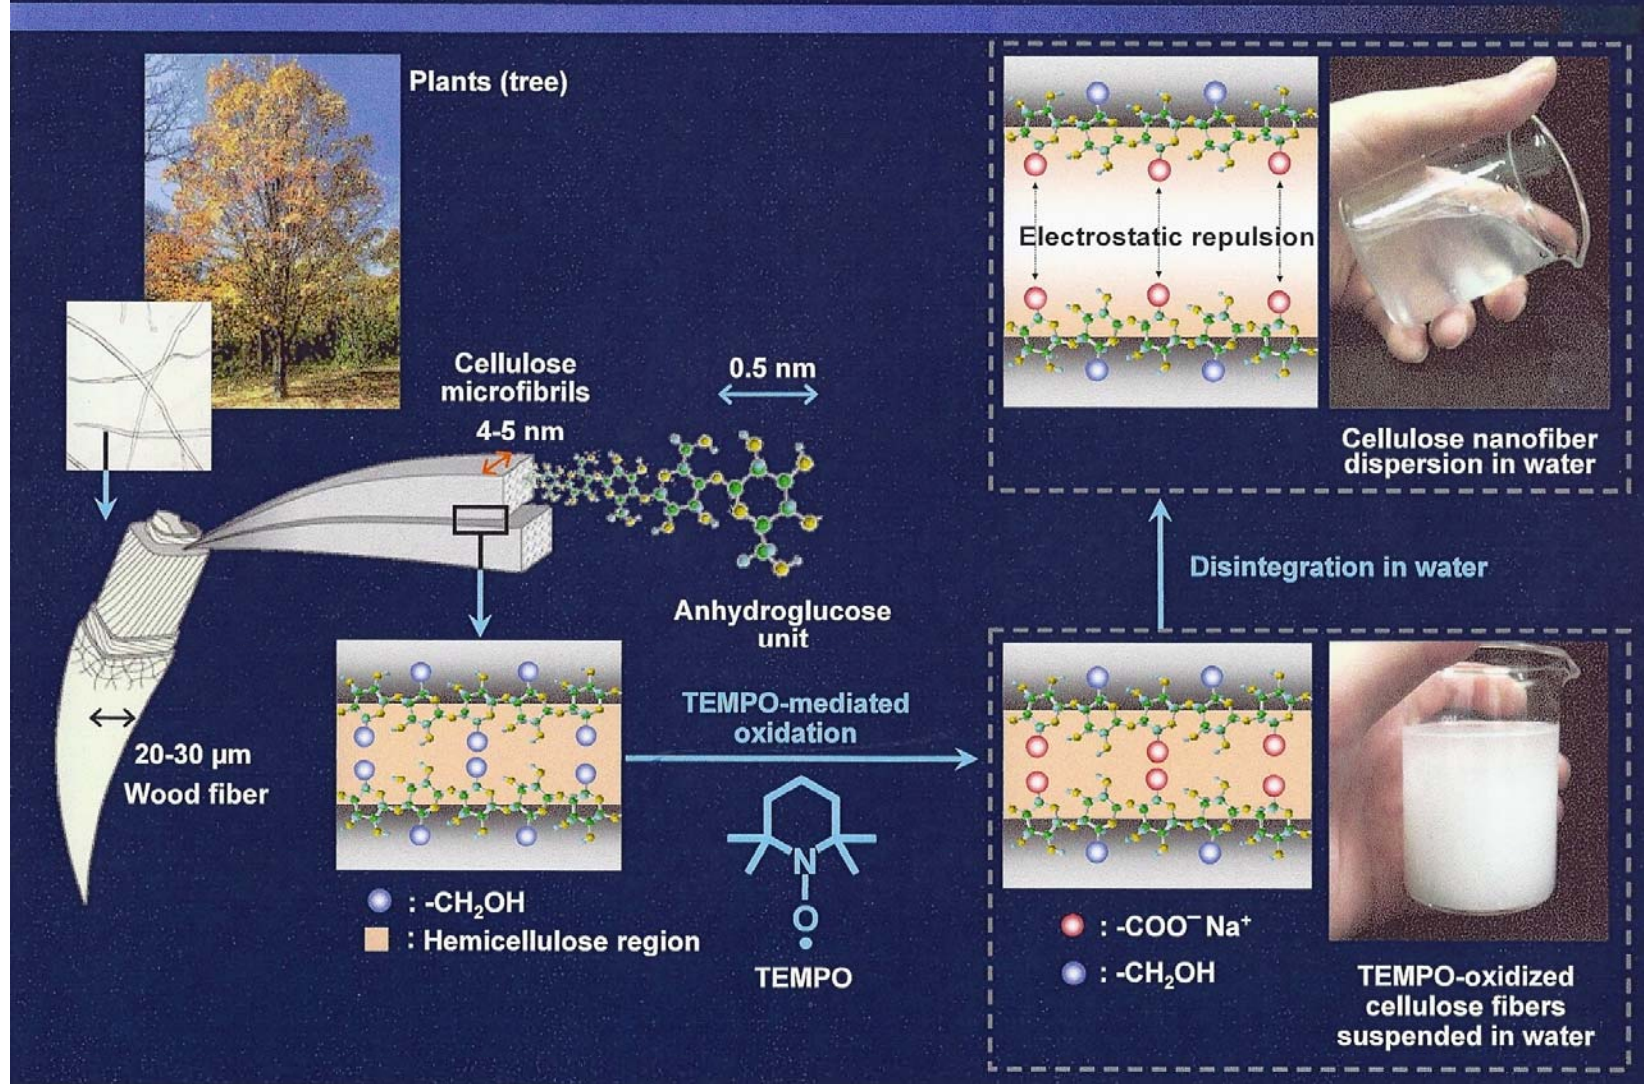 Plants (tree)
Cellulose
microfibrils
4-5 nm
0.5 nm
Anhydroglucose
unit
20-30 μm
Wood fiber
: -CH₂OH
: Hemicellulose region
TEMPO-mediated
oxidation
N
O
•
TEMPO
Electrostatic repulsion
Cellulose nanofiber
dispersion in water
Disintegration in water
: -COO⁻ Na⁺
: -CH₂OH
TEMPO-oxidized
cellulose fibers
suspended in water